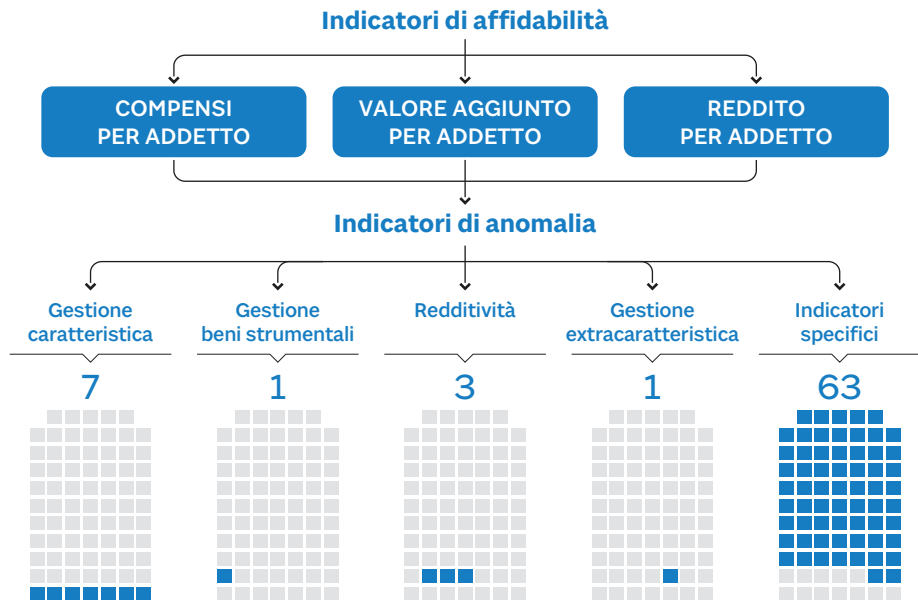 Indicatori di affidabilità
COMPENSI
PER ADDETTO
VALORE AGGIUNTO
PER ADDETTO
REDDITO
PER ADDETTO
Indicatori di anomalia
Gestione
caratteristica
7
Gestione
beni strumentali
1
Redditività
3
Gestione
extracaratteristica
1
Indicatori
specifici
63